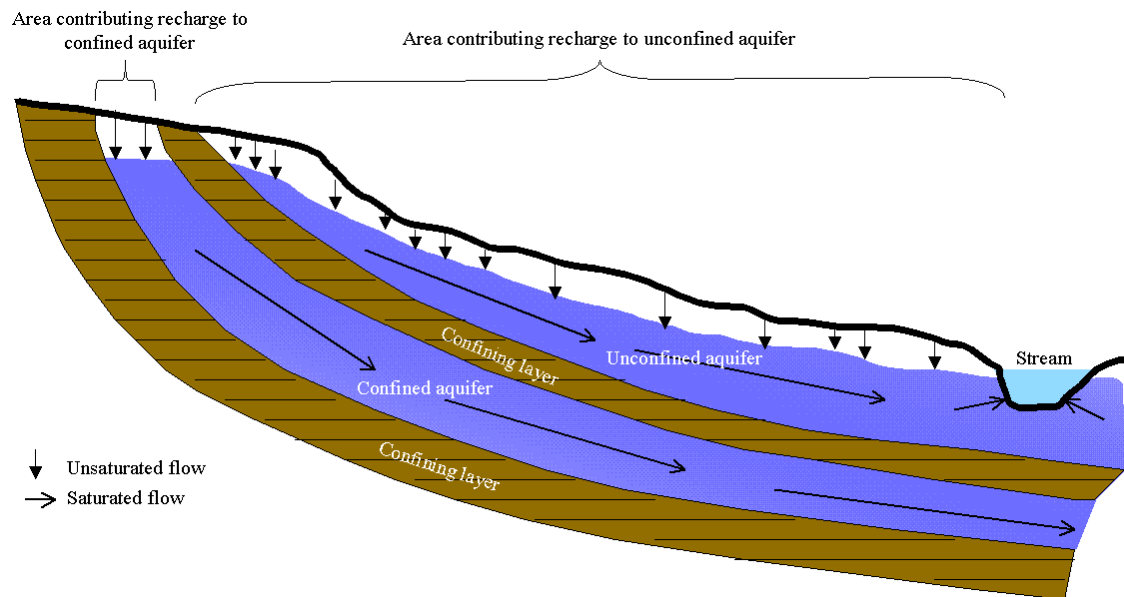 Area contributing recharge to
confined aquifer
Area contributing recharge to unconfined aquifer
Confining layer
Unconfined aquifer
Stream
Confined aquifer
Confining layer
Unsaturated flow
Saturated flow